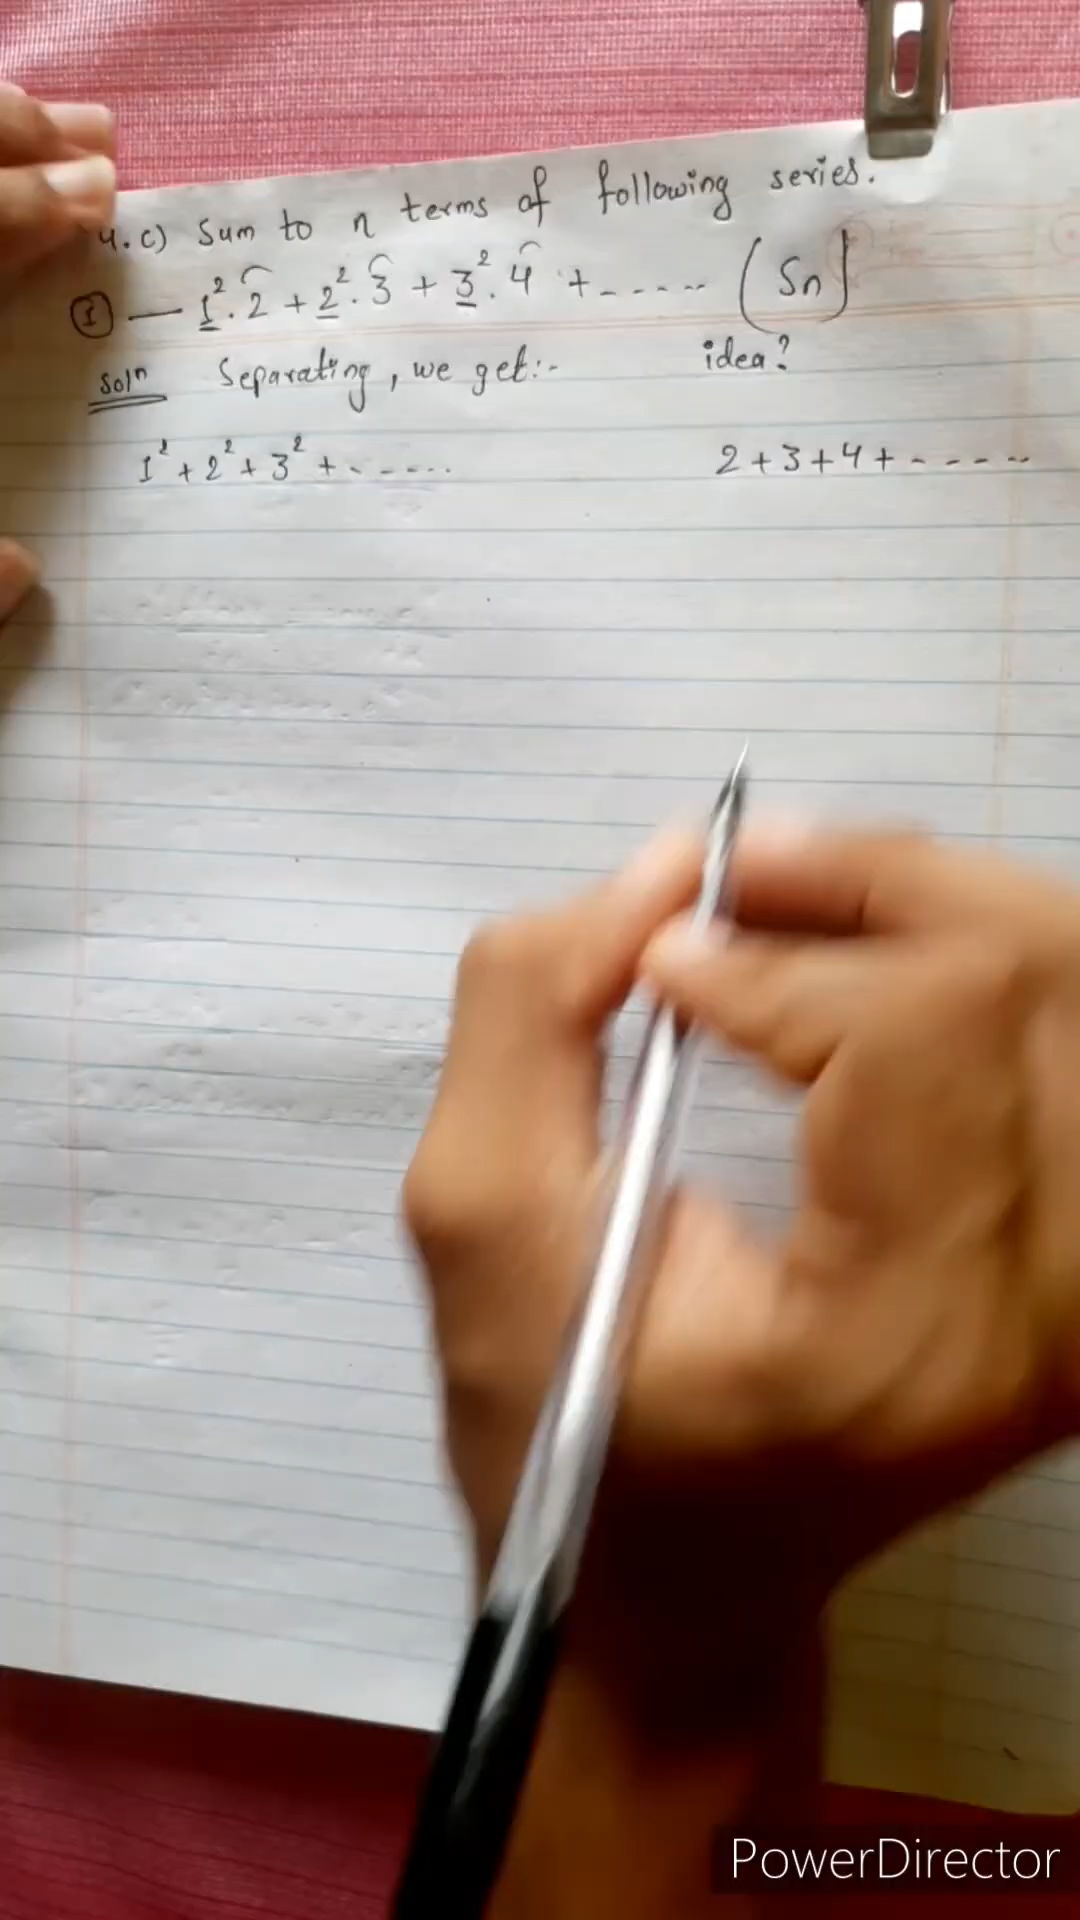 4.c) Sum to n terms of following series.
① — 1².2 + 2².3 + 3².4 + ..... (Sn)
Solⁿ Separating, we get:- idea?
1² + 2² + 3² + ...... 2+3+4+ .....
PowerDirector